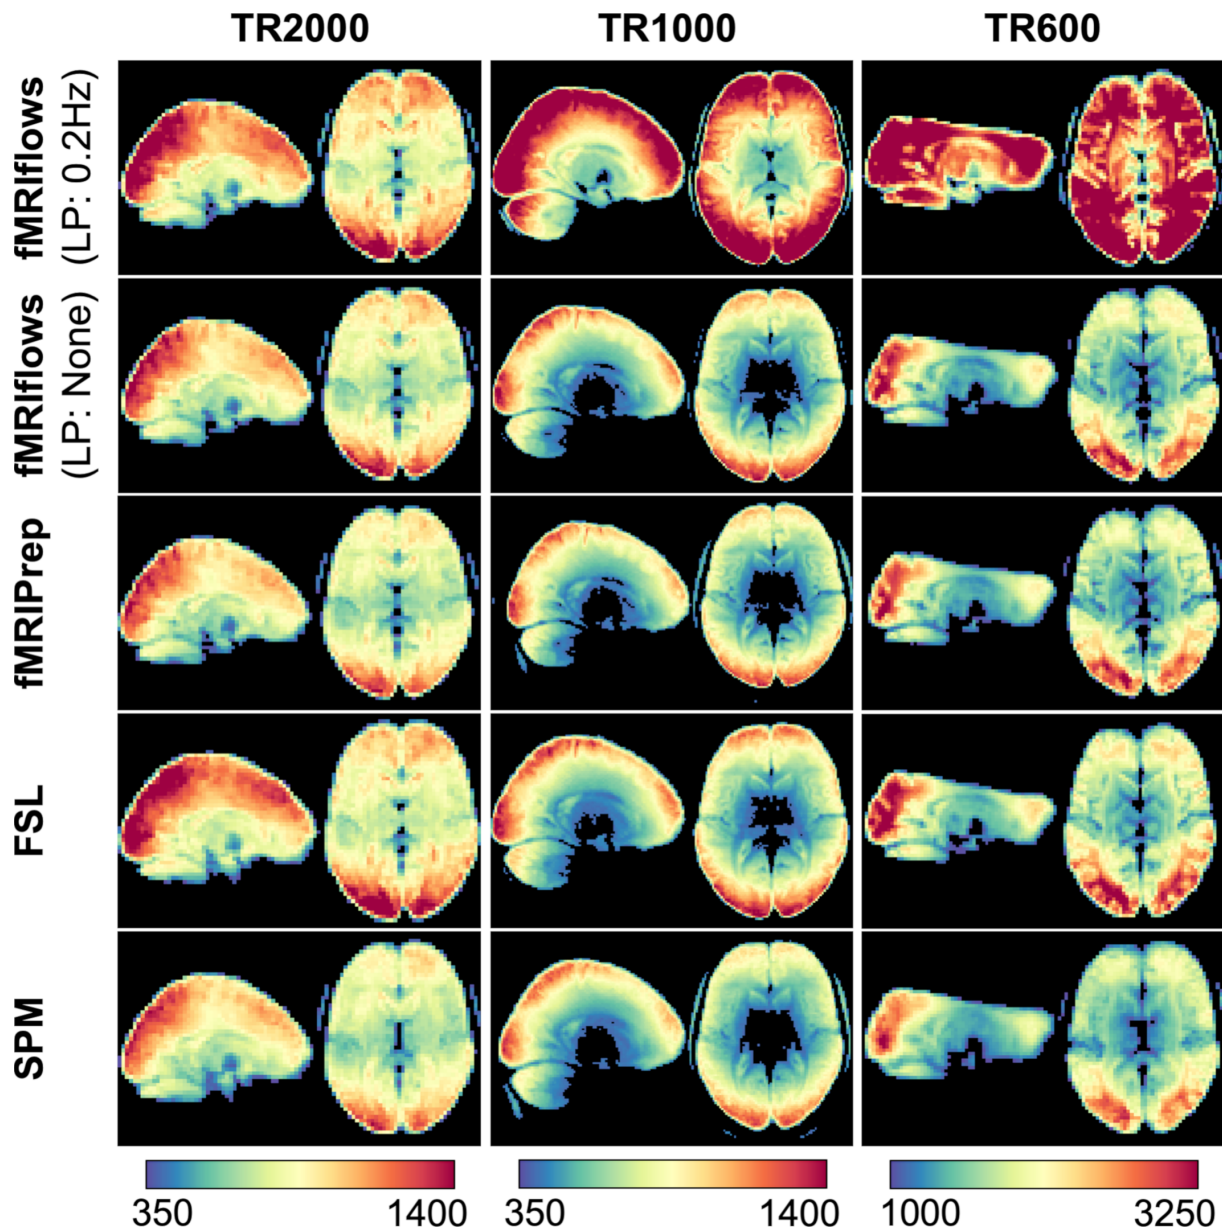 TR2000 TR1000 TR600
fMRIflows
(LP: 0.2Hz)
fMRIflows
(LP: None)
fMRIPrep
FSL
SPM
350 1400 350 1400 1000 3250